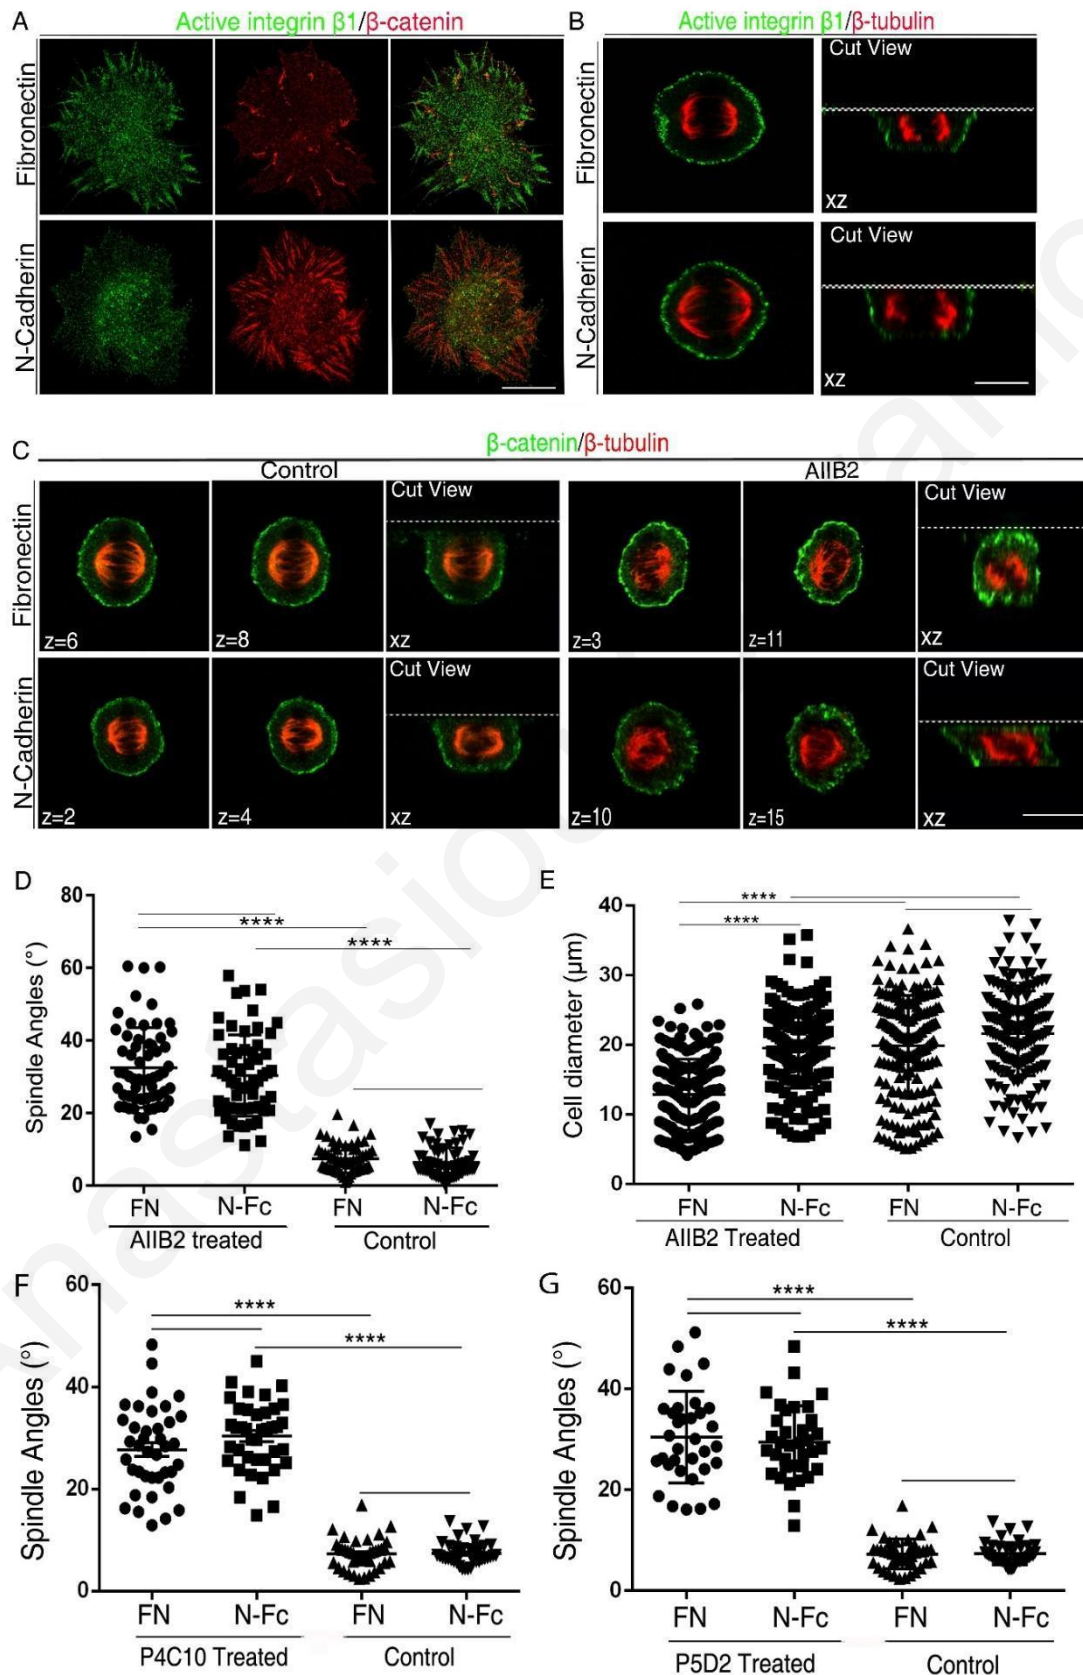 A
Active integrin β1/β-catenin
Fibronectin
N-Cadherin
B
Active integrin β1/β-tubulin
Fibronectin
Cut View
xz
N-Cadherin
Cut View
xz
C
β-catenin/β-tubulin
Control
AIIB2
Fibronectin
z=6
z=8
Cut View
xz
z=3
z=11
Cut View
xz
N-Cadherin
z=2
z=4
Cut View
xz
z=10
z=15
Cut View
xz
D
Spindle Angles (°)
80
60
40
20
0
****
****
FN
N-Fc
FN
N-Fc
AIIB2 treated
Control
E
Cell diameter (μm)
40
30
20
10
0
****
****
FN
N-Fc
FN
N-Fc
AIIB2 Treated
Control
F
Spindle Angles (°)
60
40
20
0
****
****
FN
N-Fc
FN
N-Fc
P4C10 Treated
Control
G
Spindle Angles (°)
60
40
20
0
****
****
FN
N-Fc
FN
N-Fc
P5D2 Treated
Control